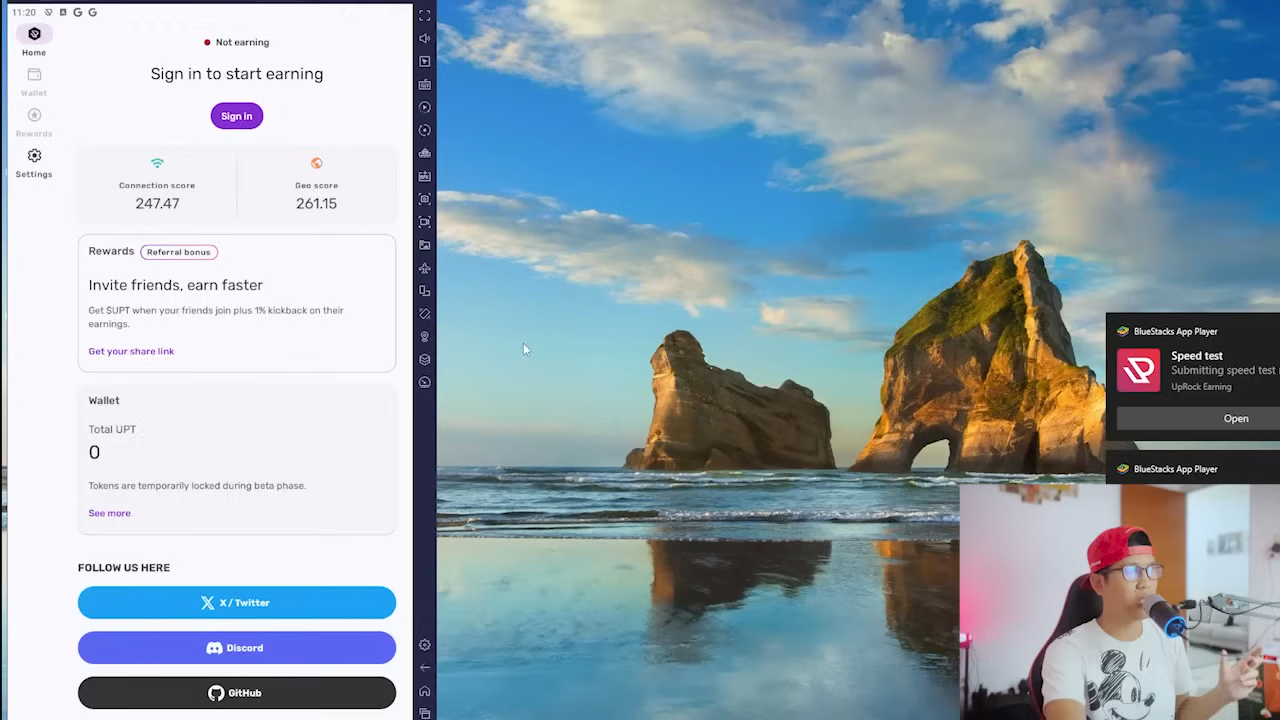 11:20
Home
Wallet
Rewards
Settings
Not earning
Sign in to start earning
Sign In
Connection score
247.47
Geo score
261.15
Rewards
Referral bonus
Invite friends, earn faster
Get $UPT when your friends join plus 1% kickback on their
earnings.
Get your share link
Wallet
Total UPT
0
Tokens are temporarily locked during beta phase.
See more
FOLLOW US HERE
X / Twitter
Discord
GitHub
BlueStacks App Player
Speed test
Submitting speed test
UpRock Earning
Open
BlueStacks App Player